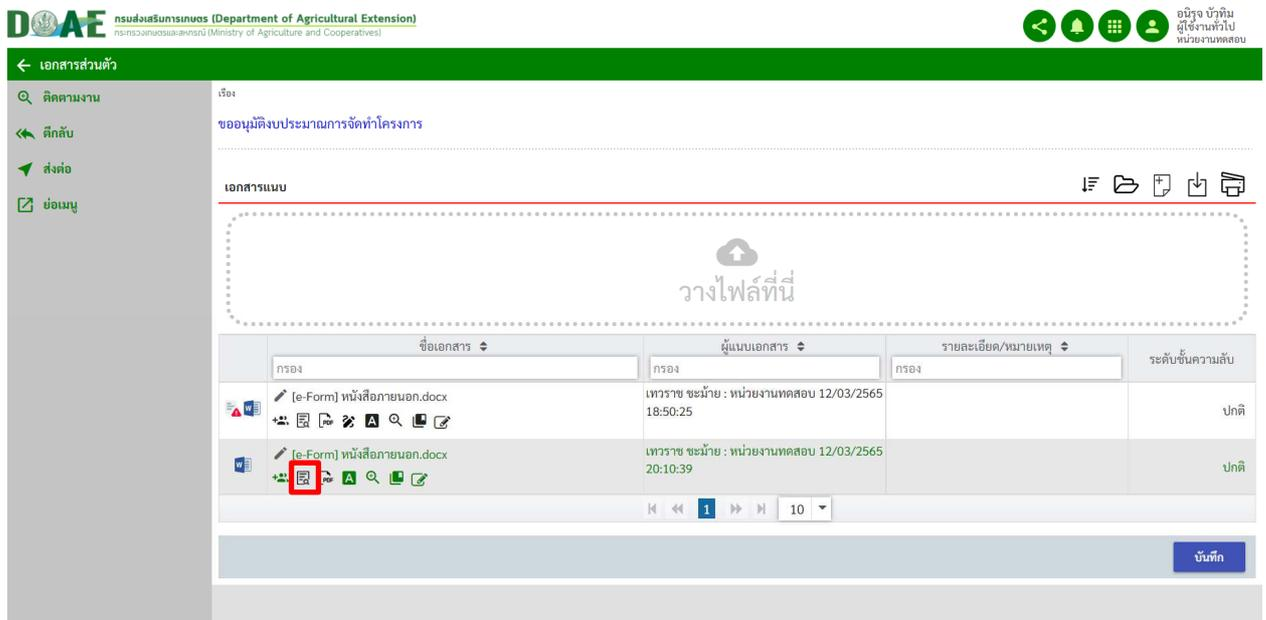 DOAE กรมส่งเสริมการเกษตร (Department of Agricultural Extension)
กระทรวงเกษตรและสหกรณ์ (Ministry of Agriculture and Cooperatives)
อนิรุจ บัวทิม
ผู้ใช้งานทั่วไป
หน่วยงานทดสอบ
เอกสารส่วนตัว
ติดตามงาน
ตีกลับ
ส่งต่อ
ย่อเมนู
เรื่อง
ขออนุมัติงบประมาณการจัดทำโครงการ
เอกสารแนบ
วางไฟล์ที่นี่
ชื่อเอกสาร ผู้แนบเอกสาร รายละเอียด/หมายเหตุ ระดับชั้นความลับ
กรอง กรอง กรอง
[e-Form] หนังสือภายนอก.docx เทวราช ชะม้าย : หน่วยงานทดสอบ 12/03/2565
18:50:25 ปกติ
PDF A
[e-Form] หนังสือภายนอก.docx เทวราช ชะม้าย : หน่วยงานทดสอบ 12/03/2565
20:10:39 ปกติ
PDF A
1 10
บันทึก